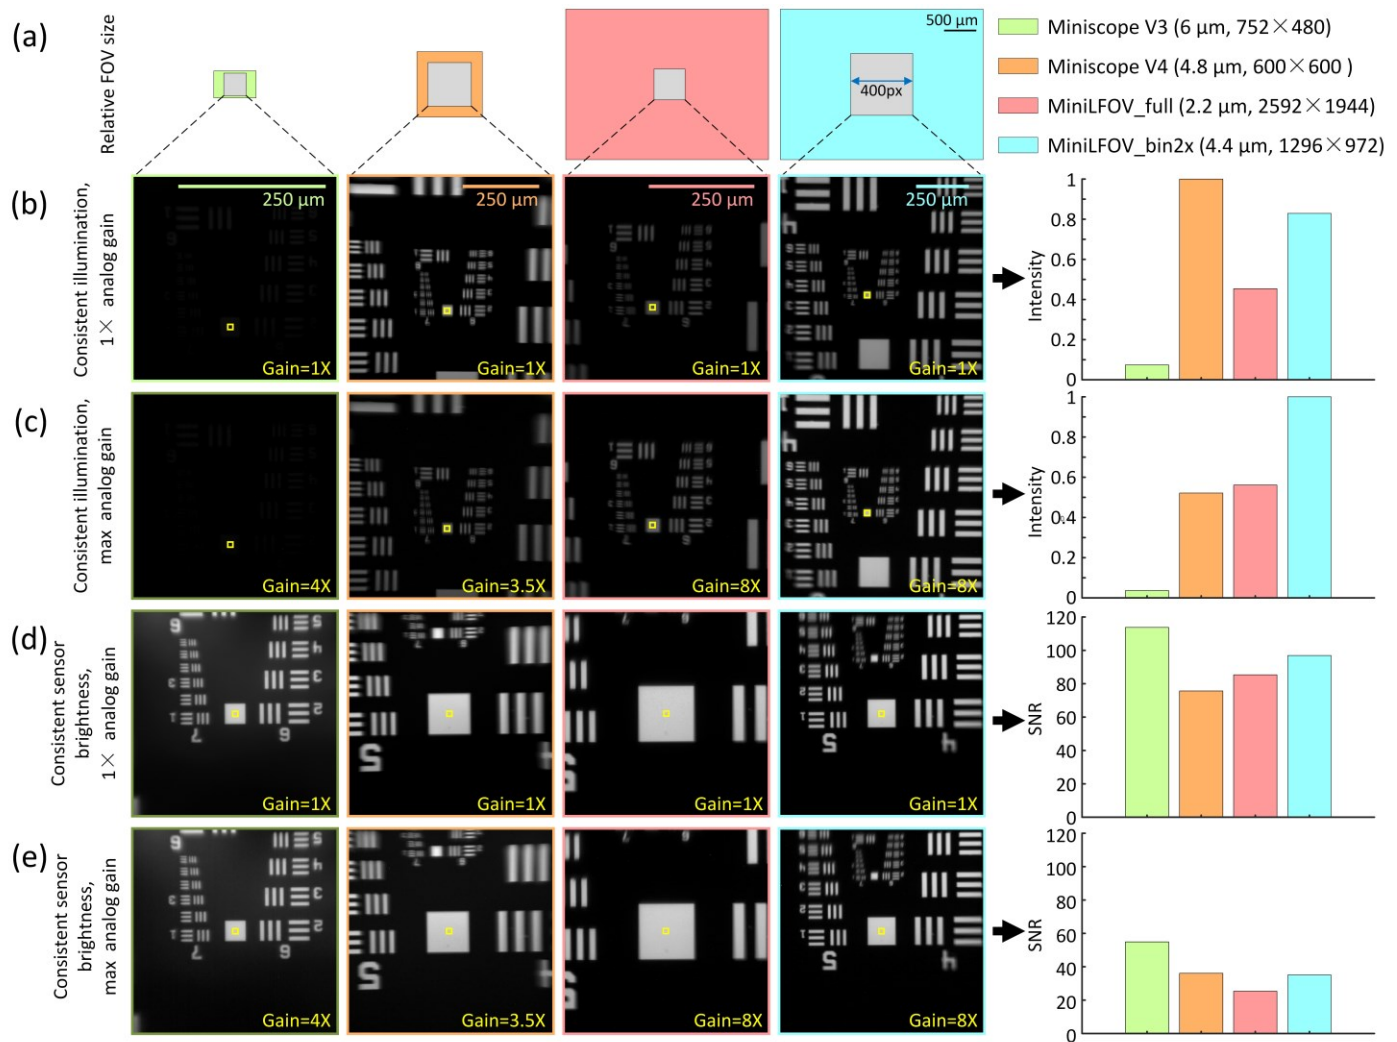 (a)
Relative FOV size
500 µm
400px
Miniscope V3 (6 µm, 752×480)
Miniscope V4 (4.8 µm, 600×600 )
MiniLFOV_full (2.2 µm, 2592×1944)
MiniLFOV_bin2x (4.4 µm, 1296×972)
(b)
Consistent illumination,
1× analog gain
250 µm
Gain=1X
250 µm
Gain=1X
250 µm
Gain=1X
250 µm
Gain=1X
Intensity
1
0.8
0.6
0.4
0.2
0
(c)
Consistent illumination,
max analog gain
Gain=4X
Gain=3.5X
Gain=8X
Gain=8X
Intensity
1
0.8
0.6
0.4
0.2
0
(d)
Consistent sensor
brightness,
1× analog gain
Gain=1X
Gain=1X
Gain=1X
Gain=1X
SNR
120
100
80
60
40
20
0
(e)
Consistent sensor
brightness,
max analog gain
Gain=4X
Gain=3.5X
Gain=8X
Gain=8X
SNR
120
100
80
60
40
20
0